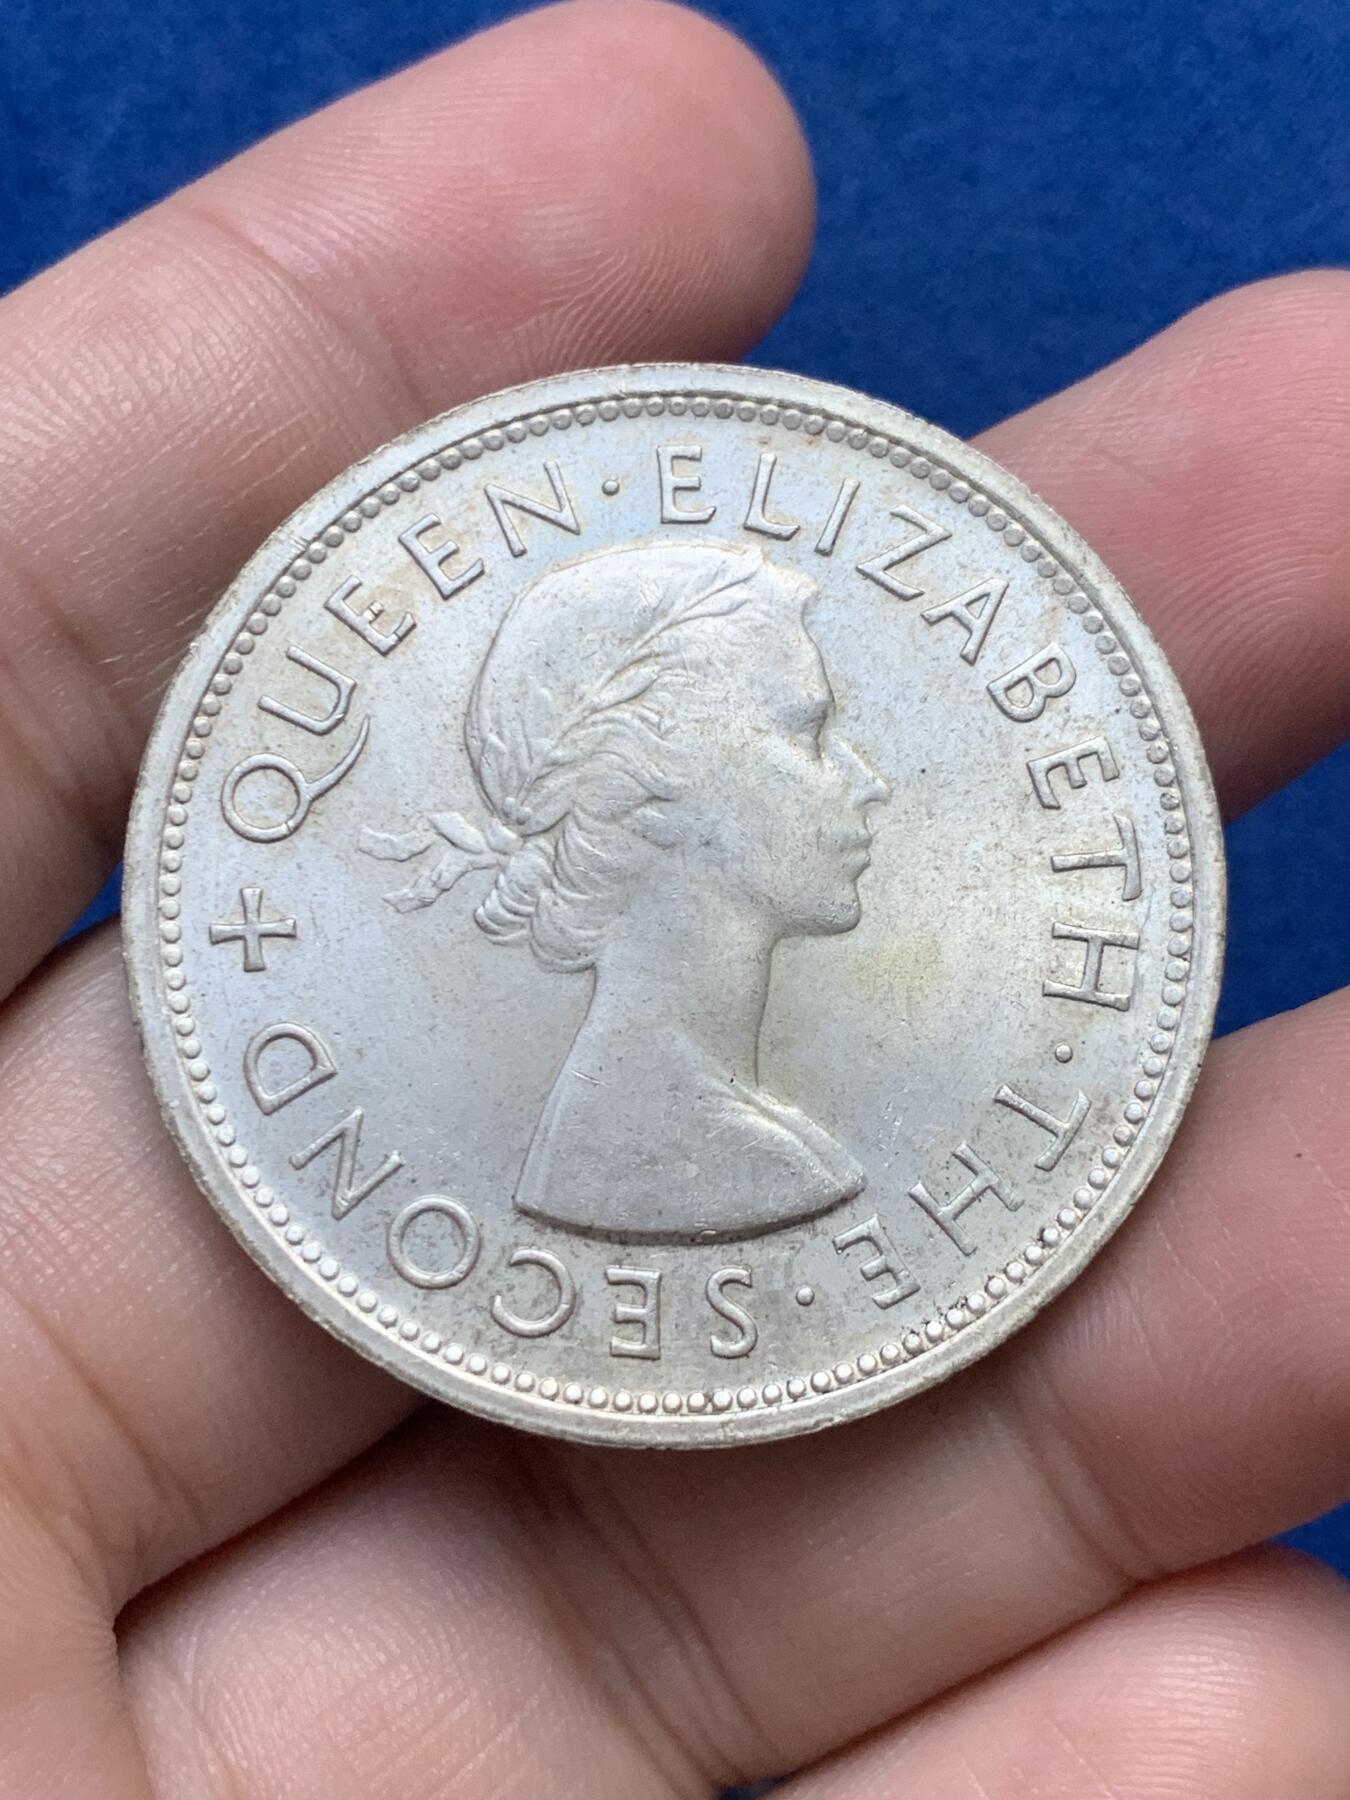 + QUEEN · ELIZABETH · THE · SECOND